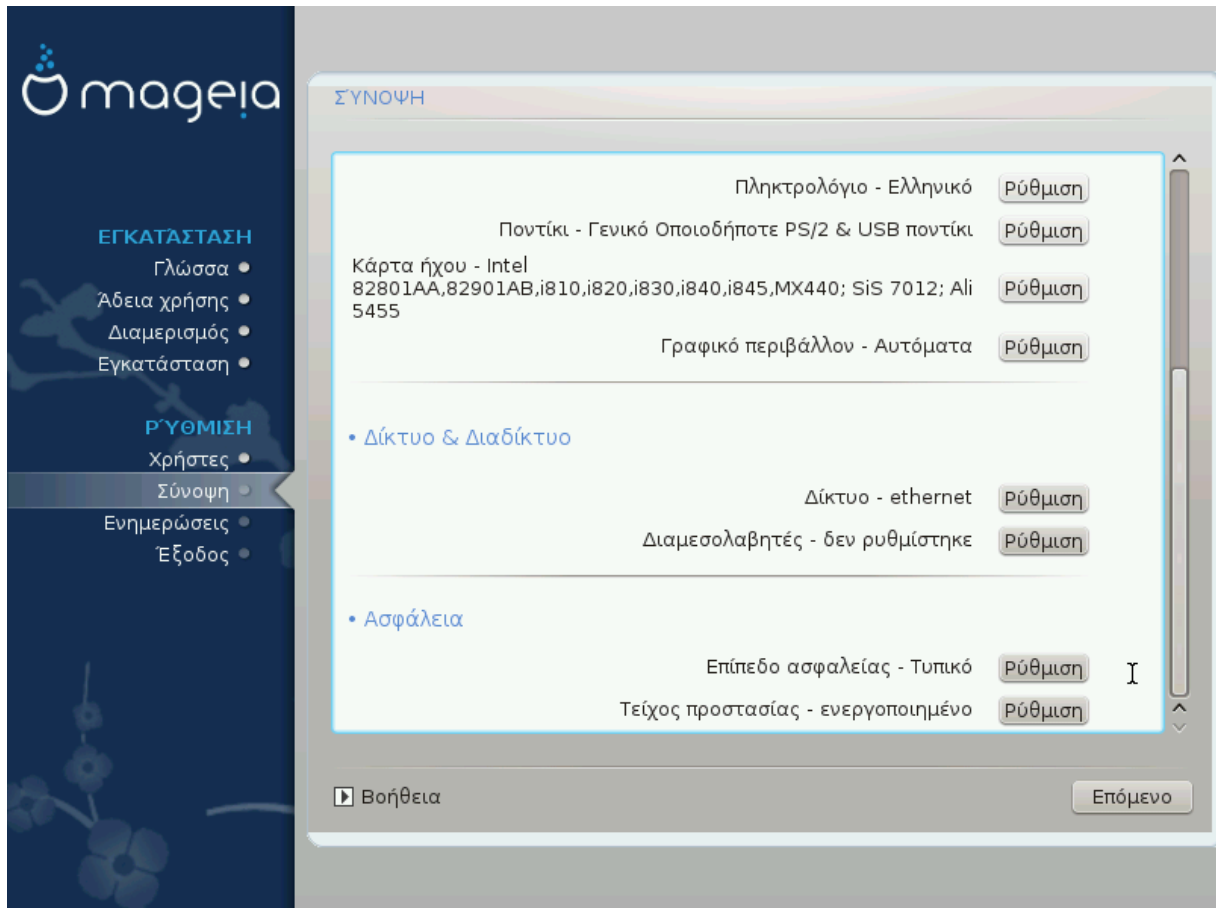 mageia
ΕΓΚΑΤΆΣΤΑΣΗ
Γλώσσα
Άδεια χρήσης
Διαμερισμός
Εγκατάσταση
ΡΎΘΜΙΣΗ
Χρήστες
Σύνοψη
Ενημερώσεις
Έξοδος
ΣΎΝΟΨΗ
Πληκτρολόγιο - Ελληνικό Ρύθμιση
Ποντίκι - Γενικό Οποιοδήποτε PS/2 & USB ποντίκι Ρύθμιση
Κάρτα ήχου - Intel
82801AA,82901AB,i810,i820,i830,i840,i845,MX440; SiS 7012; Ali Ρύθμιση
5455
Γραφικό περιβάλλον - Αυτόματα Ρύθμιση
• Δίκτυο & Διαδίκτυο
Δίκτυο - ethernet Ρύθμιση
Διαμεσολαβητές - δεν ρυθμίστηκε Ρύθμιση
• Ασφάλεια
Επίπεδο ασφαλείας - Τυπικό Ρύθμιση
Τείχος προστασίας - ενεργοποιημένο Ρύθμιση
Βοήθεια
Επόμενο